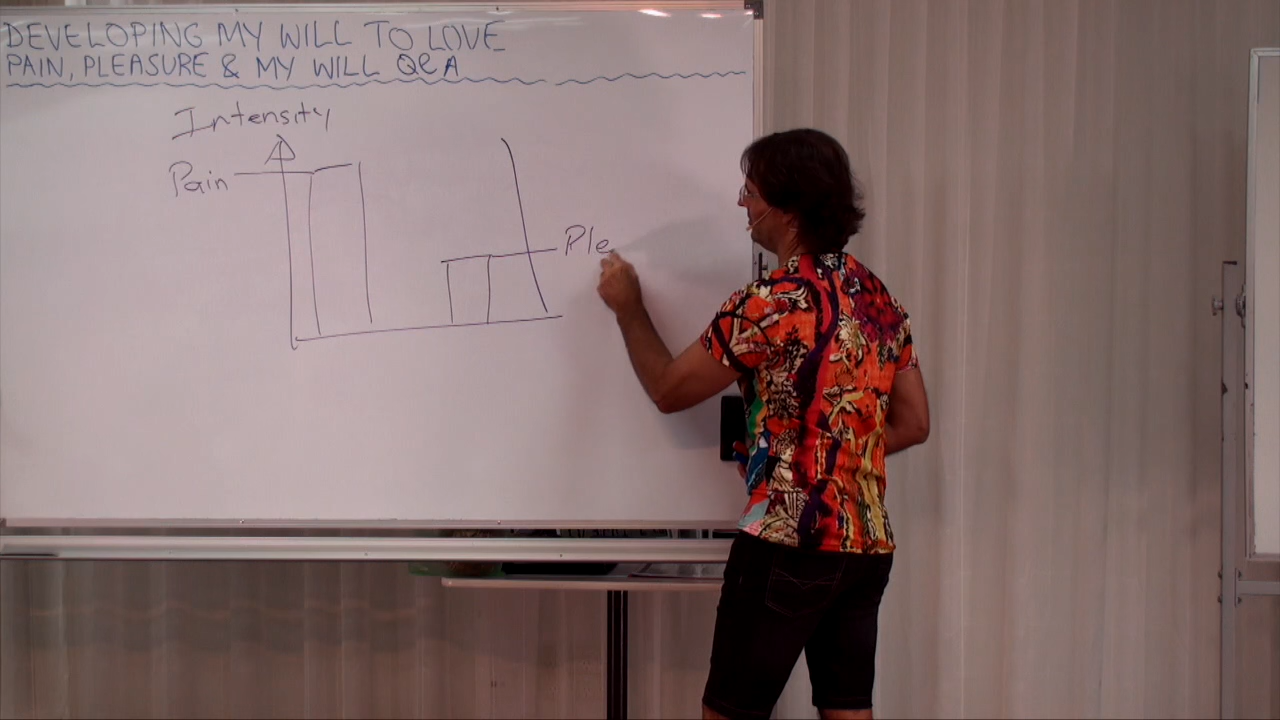 DEVELOPING MY WILL TO LOVE
PAIN, PLEASURE & MY WILL Q&A
Intensity
Pain
Ple